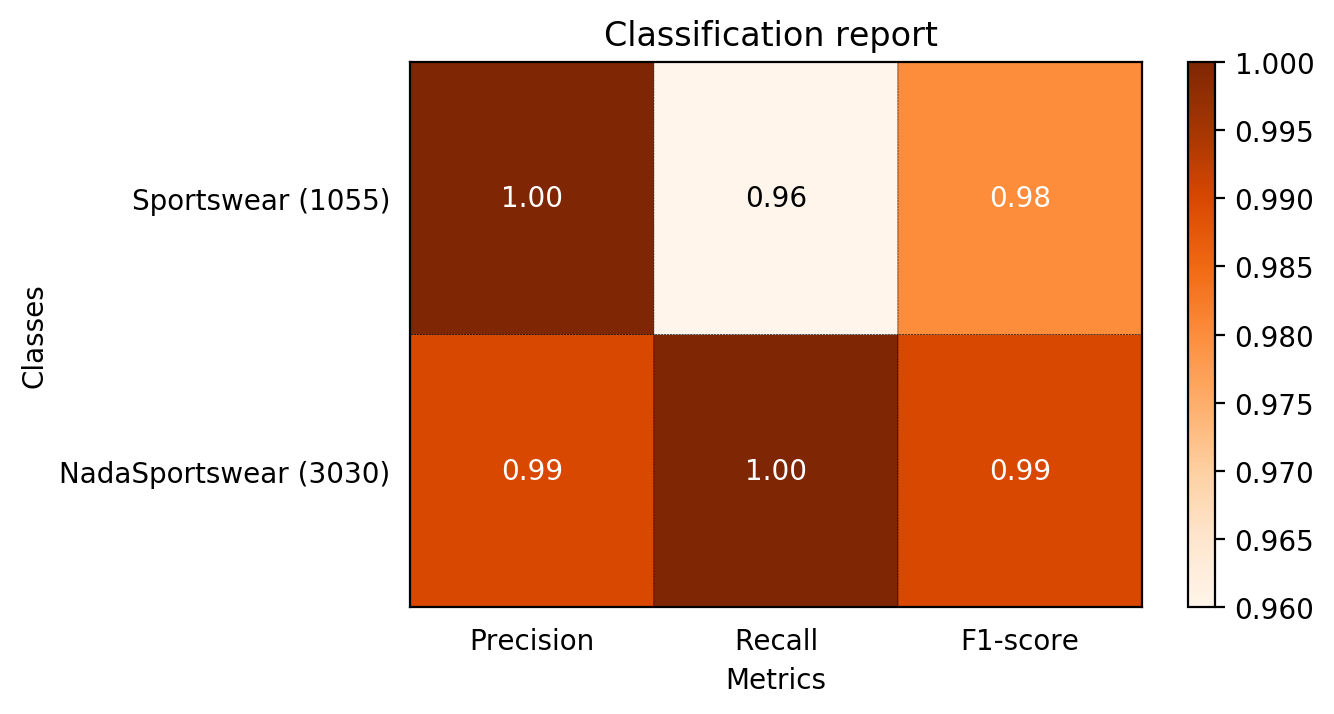 Classification report
Sportswear (1055)
1.00 0.96 0.98
NadaSportswear (3030)
0.99 1.00 0.99
Classes
Precision Recall F1-score
Metrics
1.000
0.995
0.990
0.985
0.980
0.975
0.970
0.965
0.960